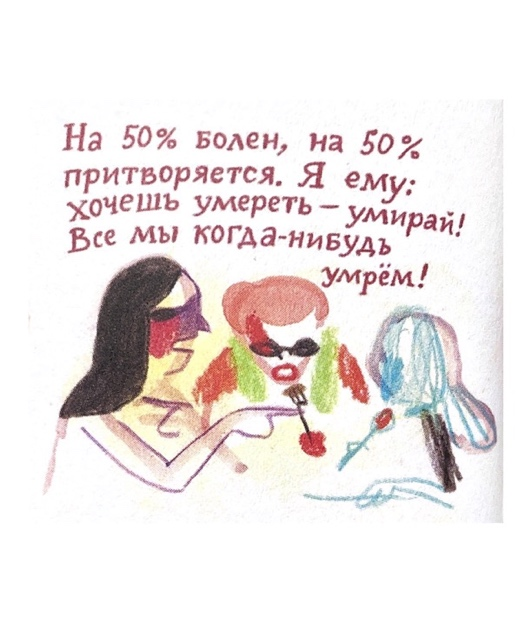 На 50% болен, на 50%
притворяется. Я ему:
хочешь умереть – умирай!
Все мы когда-нибудь
умрём!